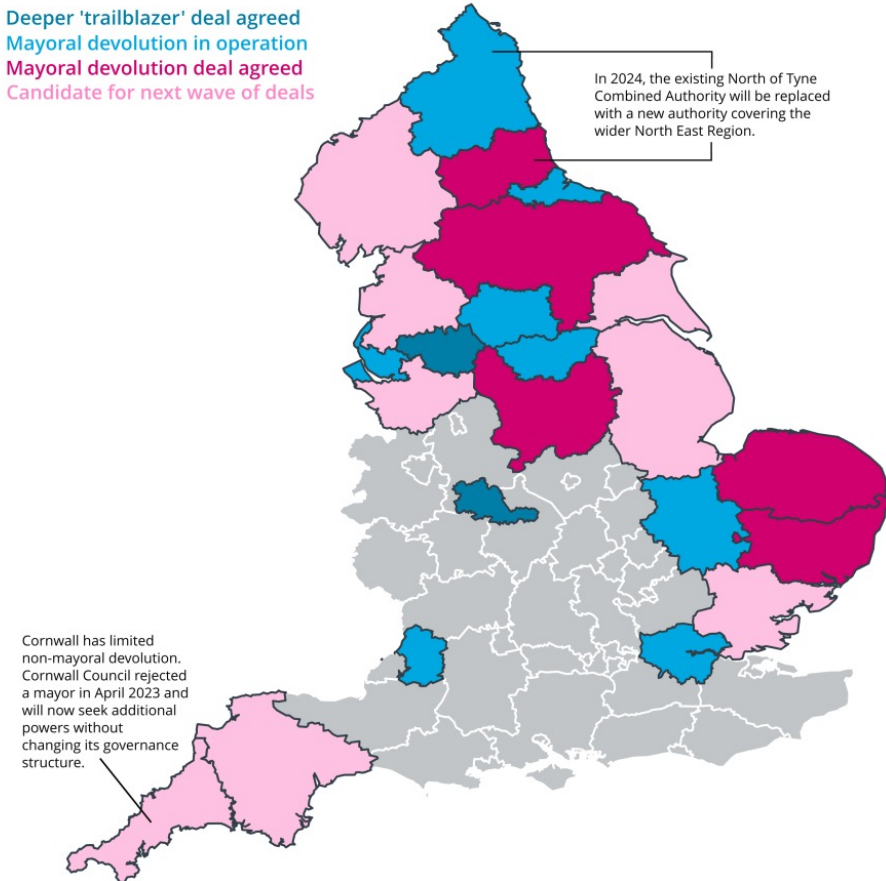 Deeper 'trailblazer' deal agreed
Mayoral devolution in operation
Mayoral devolution deal agreed
Candidate for next wave of deals
In 2024, the existing North of Tyne
Combined Authority will be replaced
with a new authority covering the
wider North East Region.
Cornwall has limited
non-mayoral devolution.
Cornwall Council rejected
a mayor in April 2023 and
will now seek additional
powers without
changing its governance
structure.